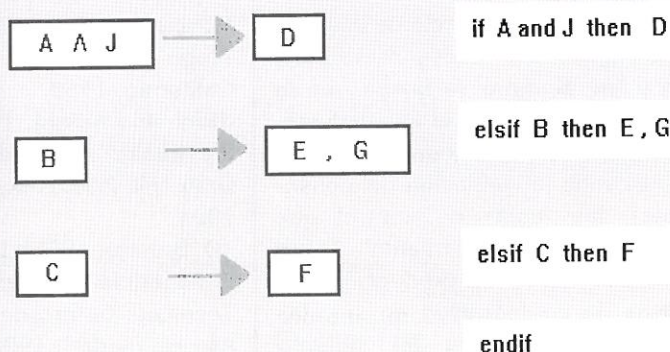 A Λ J D if A and J then D
B E , G elsif B then E , G
C F elsif C then F
endif